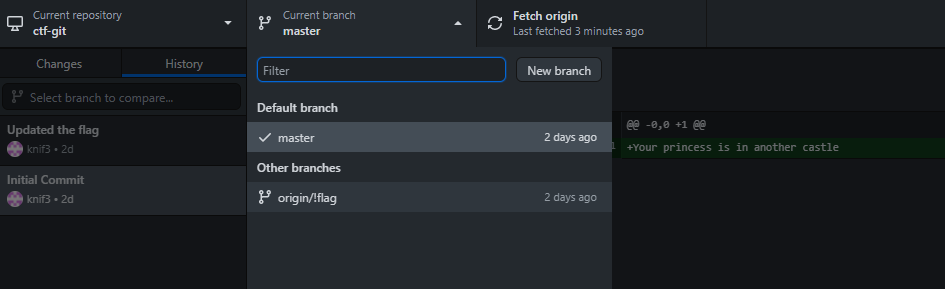 Current repository
ctf-git
Current branch
master
Fetch origin
Last fetched 3 minutes ago
Changes
History
Select branch to compare...
Updated the flag
knif3 • 2d
Initial Commit
knif3 • 2d
Filter
New branch
Default branch
master
2 days ago
Other branches
origin/!flag
2 days ago
@@ -0,0 +1 @@
1
+Your princess is in another castle